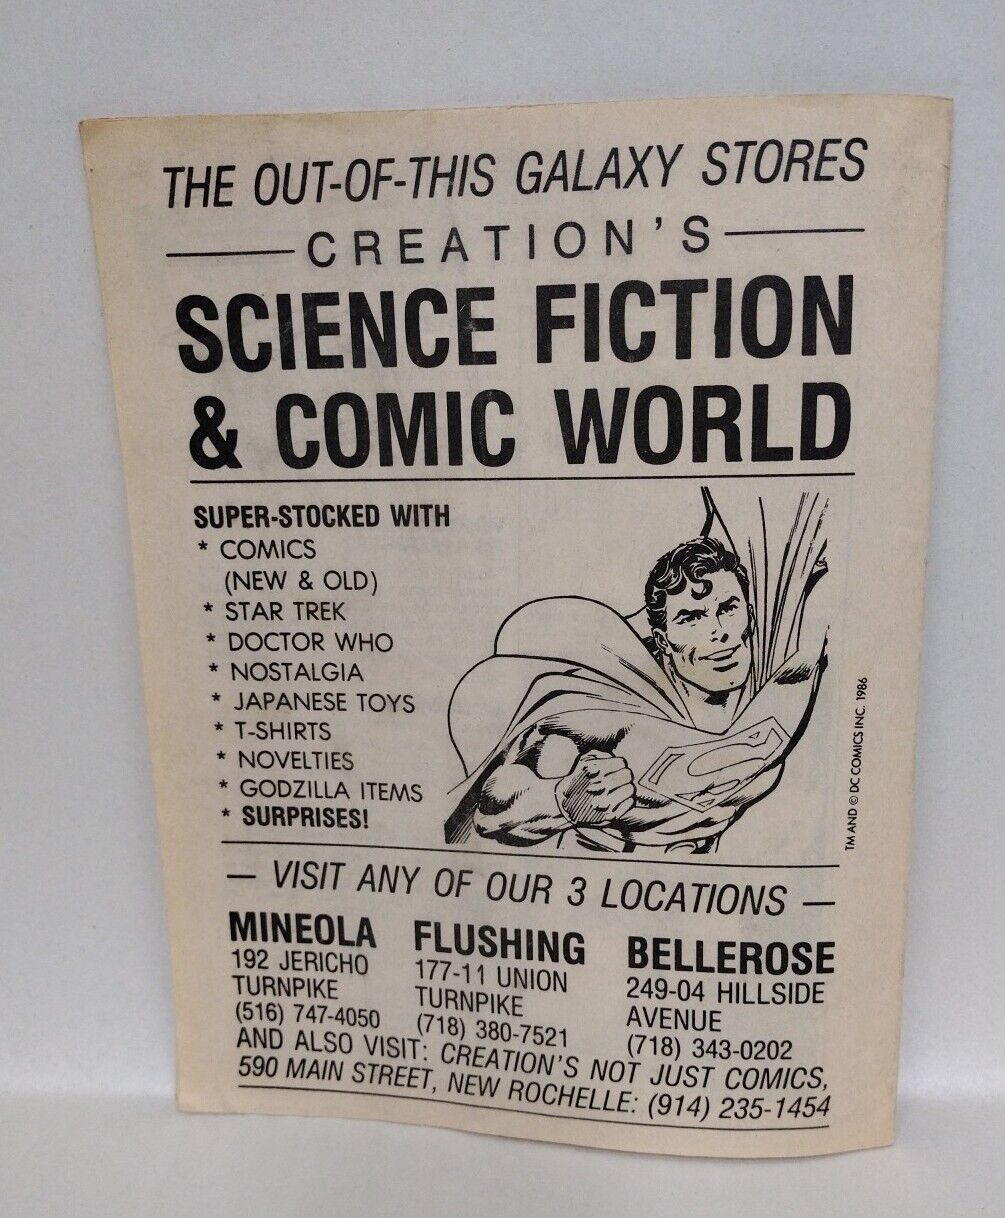 THE OUT-OF-THIS GALAXY STORES
CREATION'S
SCIENCE FICTION
& COMIC WORLD
SUPER-STOCKED WITH
* COMICS
(NEW & OLD)
* STAR TREK
* DOCTOR WHO
* NOSTALGIA
* JAPANESE TOYS
* T-SHIRTS
* NOVELTIES
* GODZILLA ITEMS
* SURPRISES!
S
TM AND © DC COMICS INC. 1986
— VISIT ANY OF OUR 3 LOCATIONS —
MINEOLA
192 JERICHO
TURNPIKE
(516) 747-4050
FLUSHING
177-11 UNION
TURNPIKE
(718) 380-7521
BELLEROSE
249-04 HILLSIDE
AVENUE
(718) 343-0202
AND ALSO VISIT: CREATION'S NOT JUST COMICS,
590 MAIN STREET, NEW ROCHELLE: (914) 235-1454